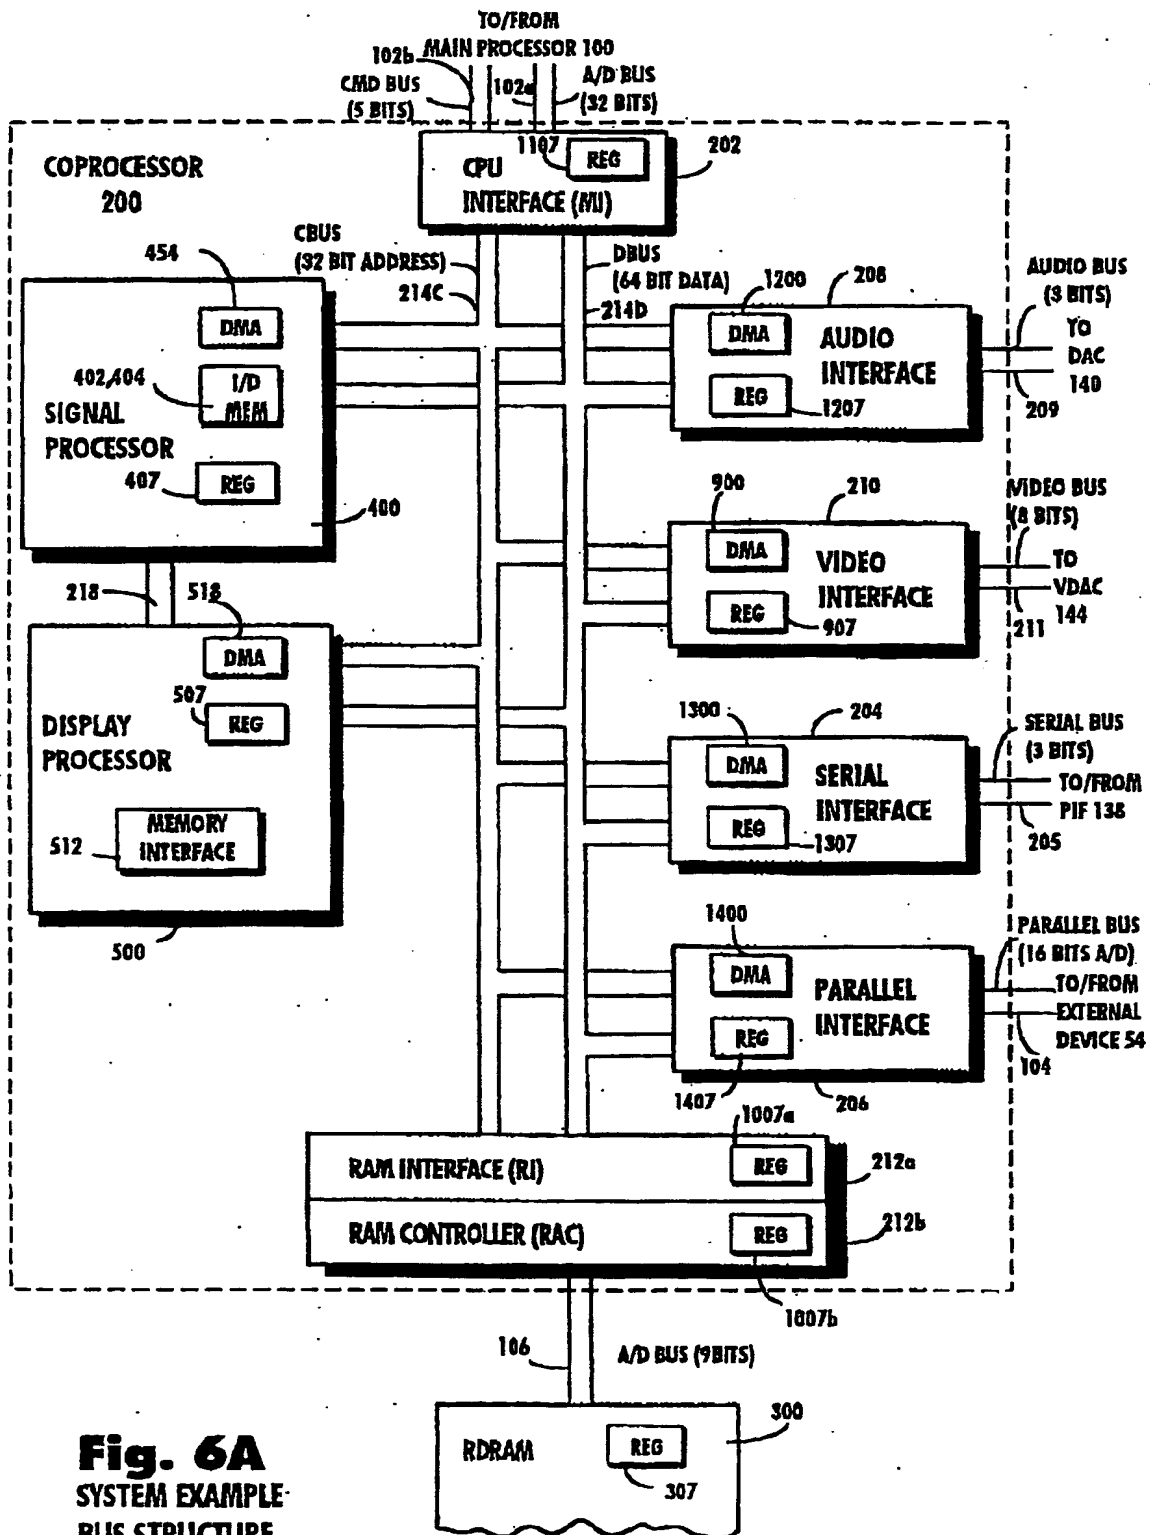 TO/FROM
MAIN PROCESSOR 100
102b
CMD BUS
(5 BITS)
102a
A/D BUS
(32 BITS)
COPROCESSOR
200
1107
REG
202
CPU
INTERFACE (MI)
CBUS
(32 BIT ADDRESS)
214C
DBUS
(64 BIT DATA)
214D
454
DMA
402,404
I/D
MEM
SIGNAL
PROCESSOR
407
REG
400
1200
208
DMA
AUDIO
INTERFACE
REG
1207
AUDIO BUS
(3 BITS)
TO
DAC
140
209
900
210
DMA
VIDEO
INTERFACE
REG
907
VIDEO BUS
(8 BITS)
TO
VDAC
144
211
218
518
DMA
507
REG
DISPLAY
PROCESSOR
MEMORY
INTERFACE
512
500
1300
204
DMA
SERIAL
INTERFACE
REG
1307
SERIAL BUS
(3 BITS)
TO/FROM
PIF 138
205
1400
DMA
PARALLEL
INTERFACE
REG
1407
206
PARALLEL BUS
(16 BITS A/D)
TO/FROM
EXTERNAL
DEVICE 54
104
1007a
RAM INTERFACE (RI)
REG
212a
RAM CONTROLLER (RAC)
REG
212b
1007b
106
A/D BUS (9BITS)
300
RDRAM
REG
307
Fig. 6A
SYSTEM EXAMPLE
BUS STRUCTURE